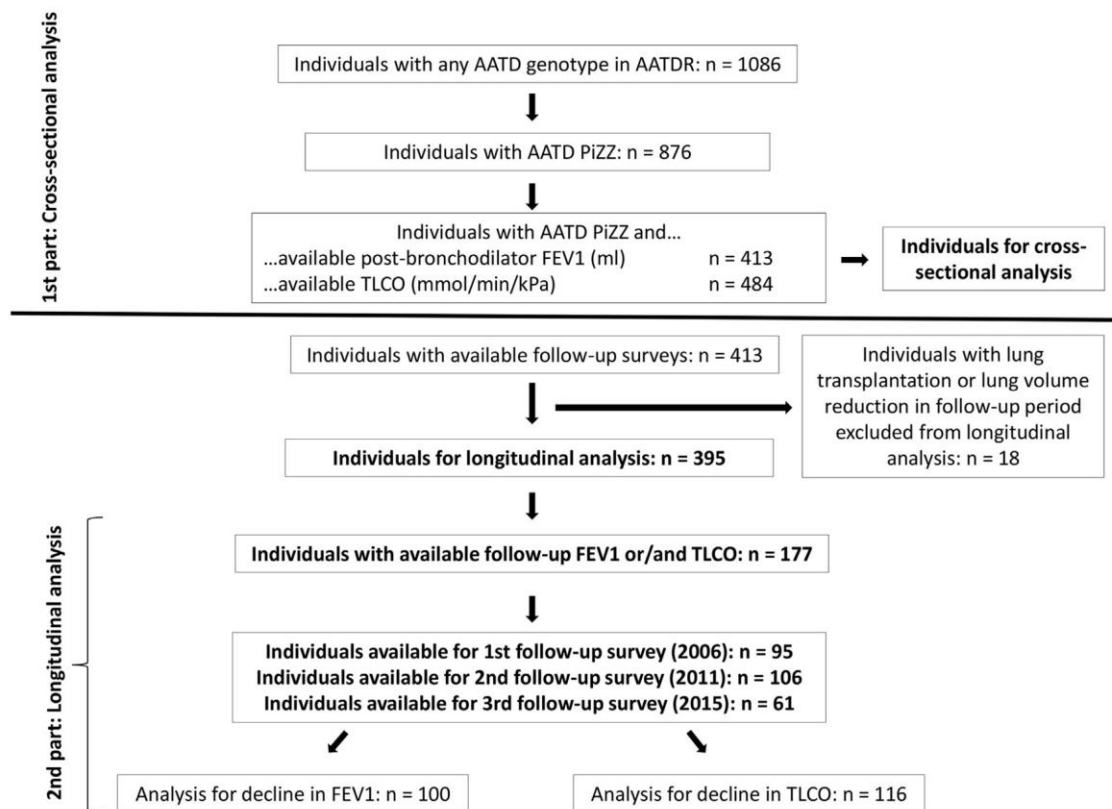 1st part: Cross-sectional analysis
Individuals with any AATD genotype in AATDR: n = 1086
Individuals with AATD PiZZ: n = 876
Individuals with AATD PiZZ and…
…available post-bronchodilator FEV1 (ml) n = 413
…available TLCO (mmol/min/kPa) n = 484
Individuals for cross-
sectional analysis
Individuals with available follow-up surveys: n = 413
Individuals with lung
transplantation or lung volume
reduction in follow-up period
excluded from longitudinal
analysis: n = 18
Individuals for longitudinal analysis: n = 395
2nd part: Longitudinal analysis
Individuals with available follow-up FEV1 or/and TLCO: n = 177
Individuals available for 1st follow-up survey (2006): n = 95
Individuals available for 2nd follow-up survey (2011): n = 106
Individuals available for 3rd follow-up survey (2015): n = 61
Analysis for decline in FEV1: n = 100
Analysis for decline in TLCO: n = 116